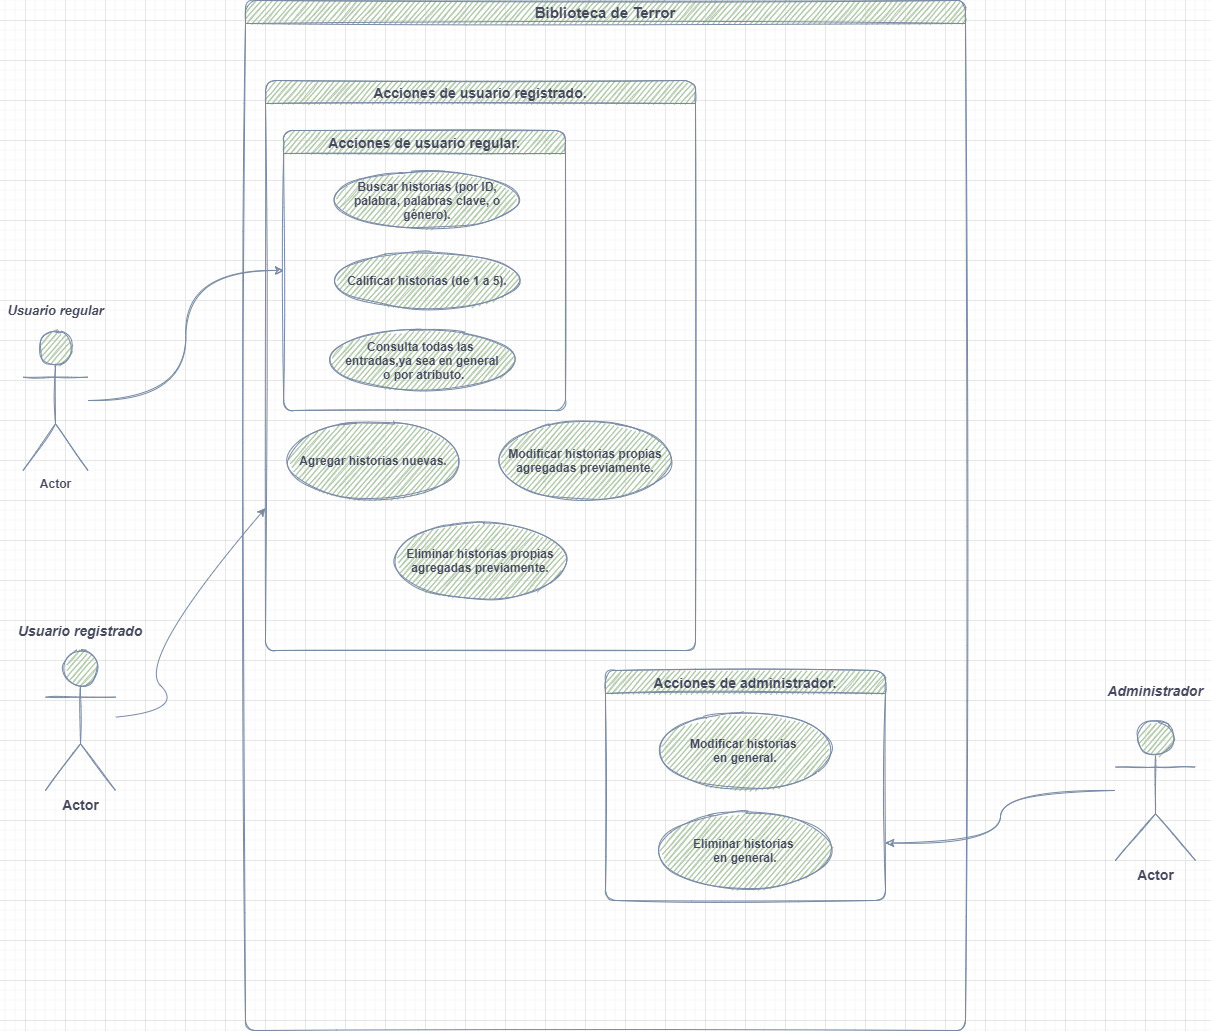 Biblioteca de Terror
Acciones de usuario registrado.
Acciones de usuario regular.
Buscar historias (por ID,
palabra, palabras clave, o
género).
Calificar historias (de 1 a 5).
Usuario regular
Consulta todas las
entradas,ya sea en general
o por atributo.
Agregar historias nuevas.
Modificar historias propias
agregadas previamente.
Actor
Eliminar historias propias
agregadas previamente.
Usuario registrado
Acciones de administrador.
Administrador
Modificar historias
en general.
Actor
Eliminar historias
en general.
Actor